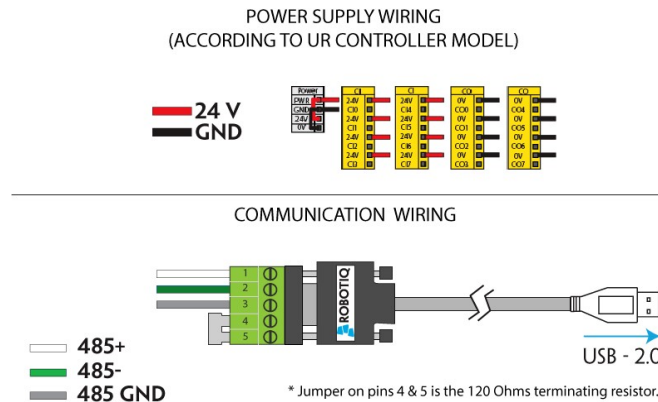 POWER SUPPLY WIRING
(ACCORDING TO UR CONTROLLER MODEL)
24 V
GND
Power
PWR
GND
24V
0V
CI
24V
CI0
24V
CI1
24V
CI2
24V
CI3
CI
24V
CI4
24V
CI5
24V
CI6
24V
CI7
CO
0V
CO0
0V
CO1
0V
CO2
0V
CO3
CO
0V
CO4
0V
CO5
0V
CO6
0V
CO7
COMMUNICATION WIRING
1
2
3
4
5
ROBOTIQ
485+
485-
485 GND
USB - 2.0
* Jumper on pins 4 & 5 is the 120 Ohms terminating resistor.